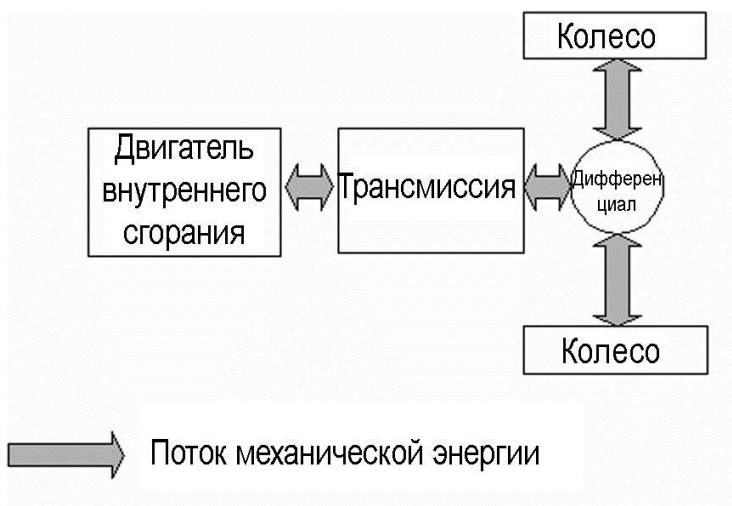 Колесо
Двигатель
внутреннего
сгорания
Трансмиссия
Дифферен
циал
Колесо
Поток механической энергии